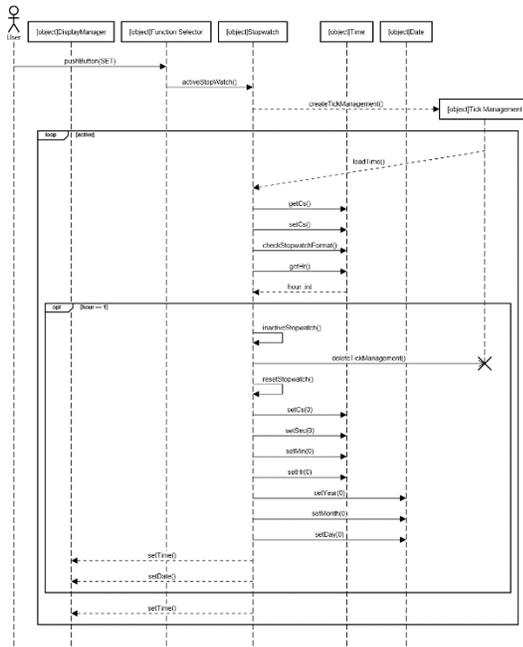 User
[object]DisplayManager
[object]Function Selector
[object]Stopwatch
[object]Time
[object]Date
pushButton(SET)
activeStopWatch()
createTickManagement()
[object]Tick Management
loop
[active]
loadTime()
getCs()
setCs()
checkStopwatchFormat()
getHr()
hour :int
opt
[hour == 1]
inactiveStopwatch()
deleteTickManagement()
resetStopwatch()
setCs(0)
setSec(0)
setMin(0)
setHr(0)
setYear(0)
setMonth(0)
setDay(0)
setTime()
setDate()
setTime()